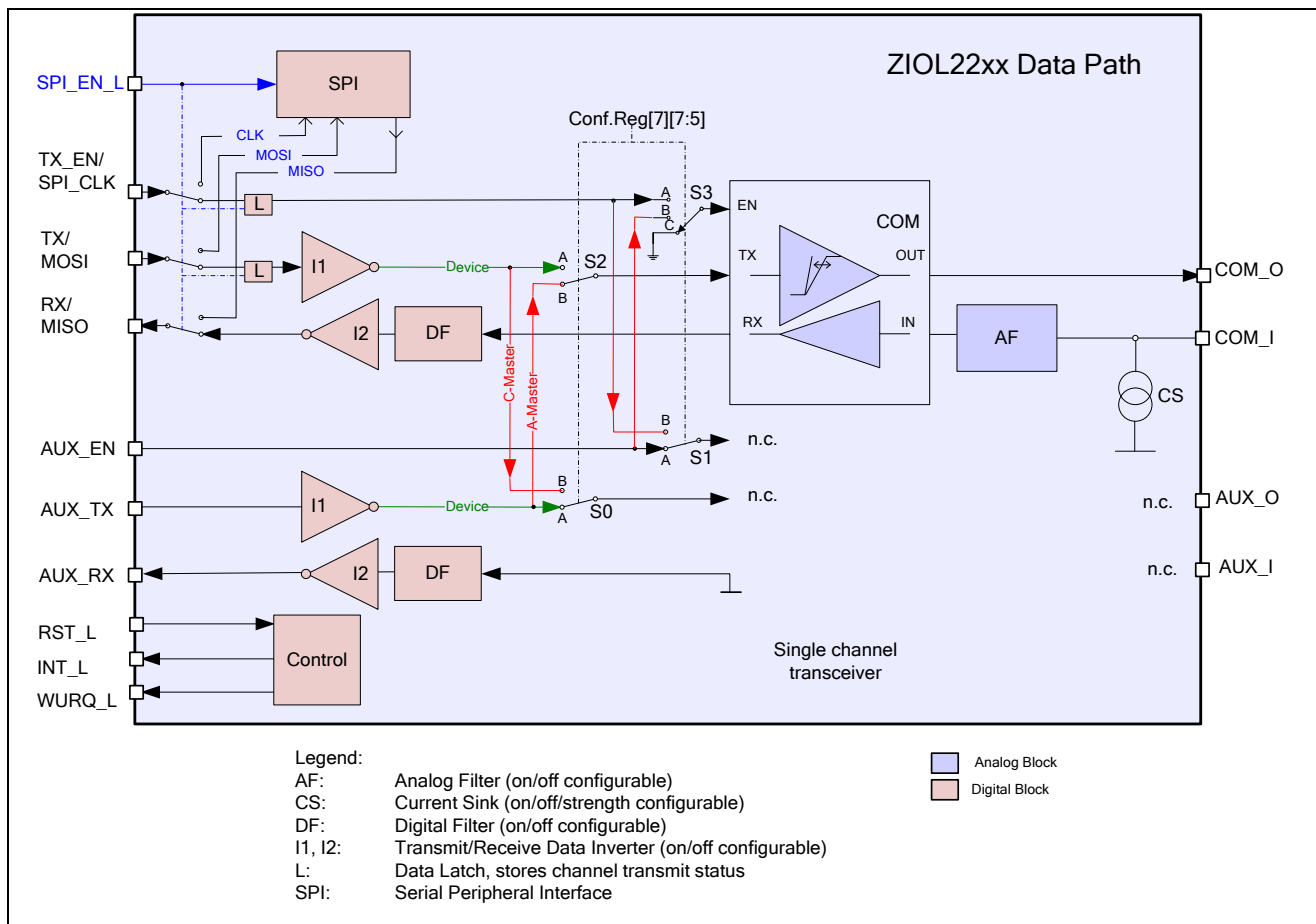 ZIOL22xx Data Path
SPI_EN_L
SPI
Conf.Reg[7][7:5]
CLK
MOSI
MISO
TX_EN/
SPI_CLK
L
A
B
C
S3
EN
COM
TX/
MOSI
L
I1
Device
A
B
S2
TX
OUT
COM_O
RX/
MISO
I2
DF
RX
IN
AF
COM_I
CS
C-Master
A-Master
AUX_EN
B
A
S1
n.c.
AUX_TX
I1
Device
B
A
S0
n.c.
n.c.
AUX_O
AUX_RX
I2
DF
n.c.
AUX_I
RST_L
INT_L
WURQ_L
Control
Single channel
transceiver
Legend:
AF: Analog Filter (on/off configurable)
CS: Current Sink (on/off/strength configurable)
DF: Digital Filter (on/off configurable)
I1, I2: Transmit/Receive Data Inverter (on/off configurable)
L: Data Latch, stores channel transmit status
SPI: Serial Peripheral Interface
Analog Block
Digital Block